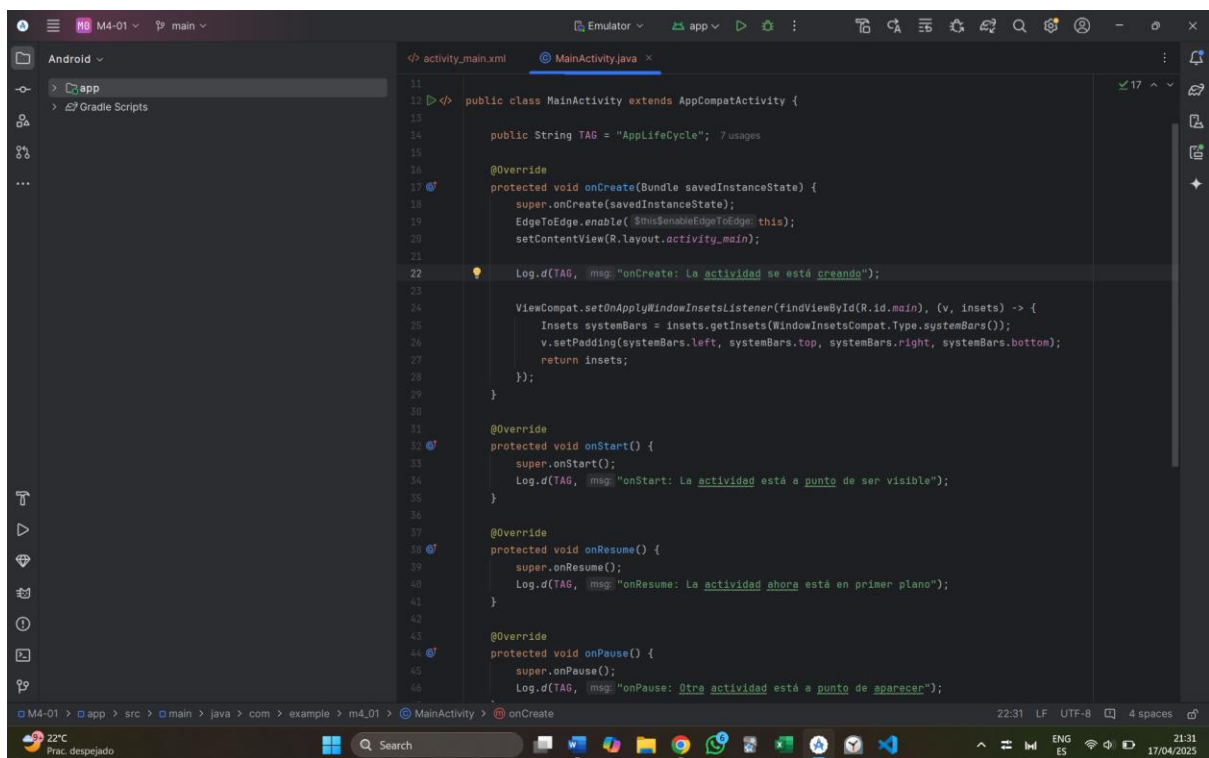 M4-01 main Emulator app
Android
app
Gradle Scripts
activity_main.xml MainActivity.java
17
11
12 public class MainActivity extends AppCompatActivity {
13
14 public String TAG = "AppLifeCycle"; 7 usages
15
16 @Override
17 protected void onCreate(Bundle savedInstanceState) {
18 super.onCreate(savedInstanceState);
19 EdgeToEdge.enable( $this$enableEdgeToEdge: this);
20 setContentView(R.layout.activity_main);
21
22 Log.d(TAG, msg: "onCreate: La actividad se está creando");
23
24 ViewCompat.setOnApplyWindowInsetsListener(findViewById(R.id.main), (v, insets) -> {
25 Insets systemBars = insets.getInsets(WindowInsetsCompat.Type.systemBars());
26 v.setPadding(systemBars.left, systemBars.top, systemBars.right, systemBars.bottom);
27 return insets;
28 });
29 }
30
31 @Override
32 protected void onStart() {
33 super.onStart();
34 Log.d(TAG, msg: "onStart: La actividad está a punto de ser visible");
35 }
36
37 @Override
38 protected void onResume() {
39 super.onResume();
40 Log.d(TAG, msg: "onResume: La actividad ahora está en primer plano");
41 }
42
43 @Override
44 protected void onPause() {
45 super.onPause();
46 Log.d(TAG, msg: "onPause: Otra actividad está a punto de aparecer");
M4-01 > app > src > main > java > com > example > m4_01 > MainActivity > onCreate 22:31 LF UTF-8 4 spaces
22°C
Prac. despejado
Search
ENG
ES
21:31
17/04/2025